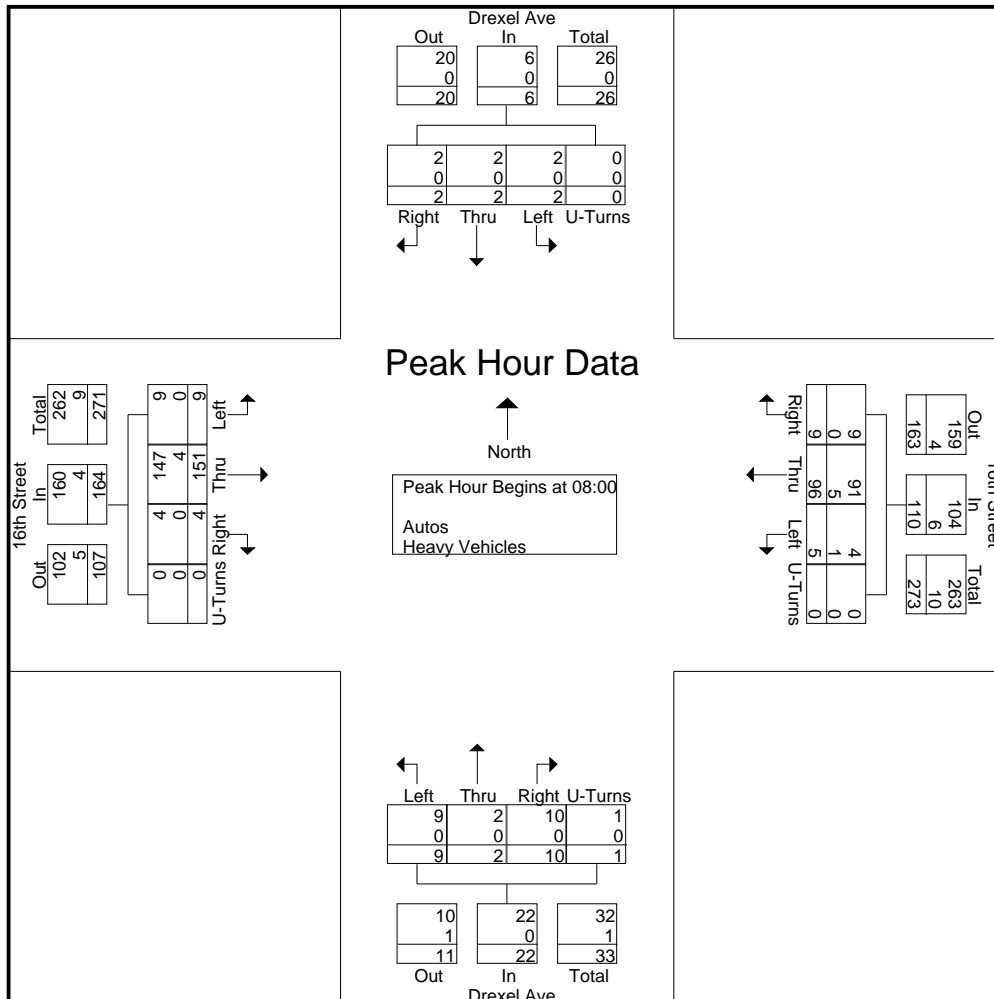 Drexel Ave
Out In Total
20 6 26
0 0 0
20 6 26
2 2 2 0
0 0 0 0
2 2 2 0
Right Thru Left U-Turns
Peak Hour Data
North
Peak Hour Begins at 08:00
Autos
Heavy Vehicles
16th Street
Out In Total
102 160 262
5 4 9
107 164 271
U-Turns Right Thru Left
0 4 147 9
0 0 4 0
0 4 151 9
Out In Total
159 104 263
4 6 10
163 110 273
Right Thru Left U-Turns
9 91 4 0
0 5 1 0
9 96 5 0
Left Thru Right U-Turns
9 2 10 1
0 0 0 0
9 2 10 1
10 22 32
1 0 1
11 22 33
Out In Total
Drexel Ave